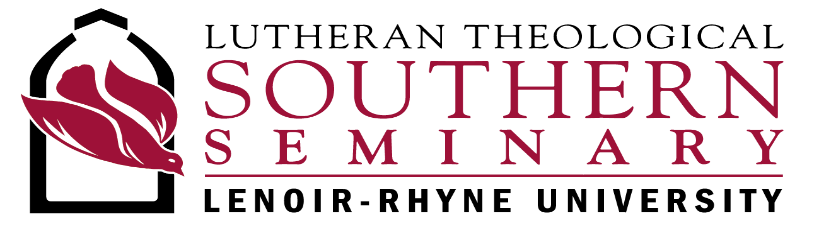 LUTHERAN THEOLOGICAL
SOUTHERN
SEMINARY
LENOIR-RHYNE UNIVERSITY